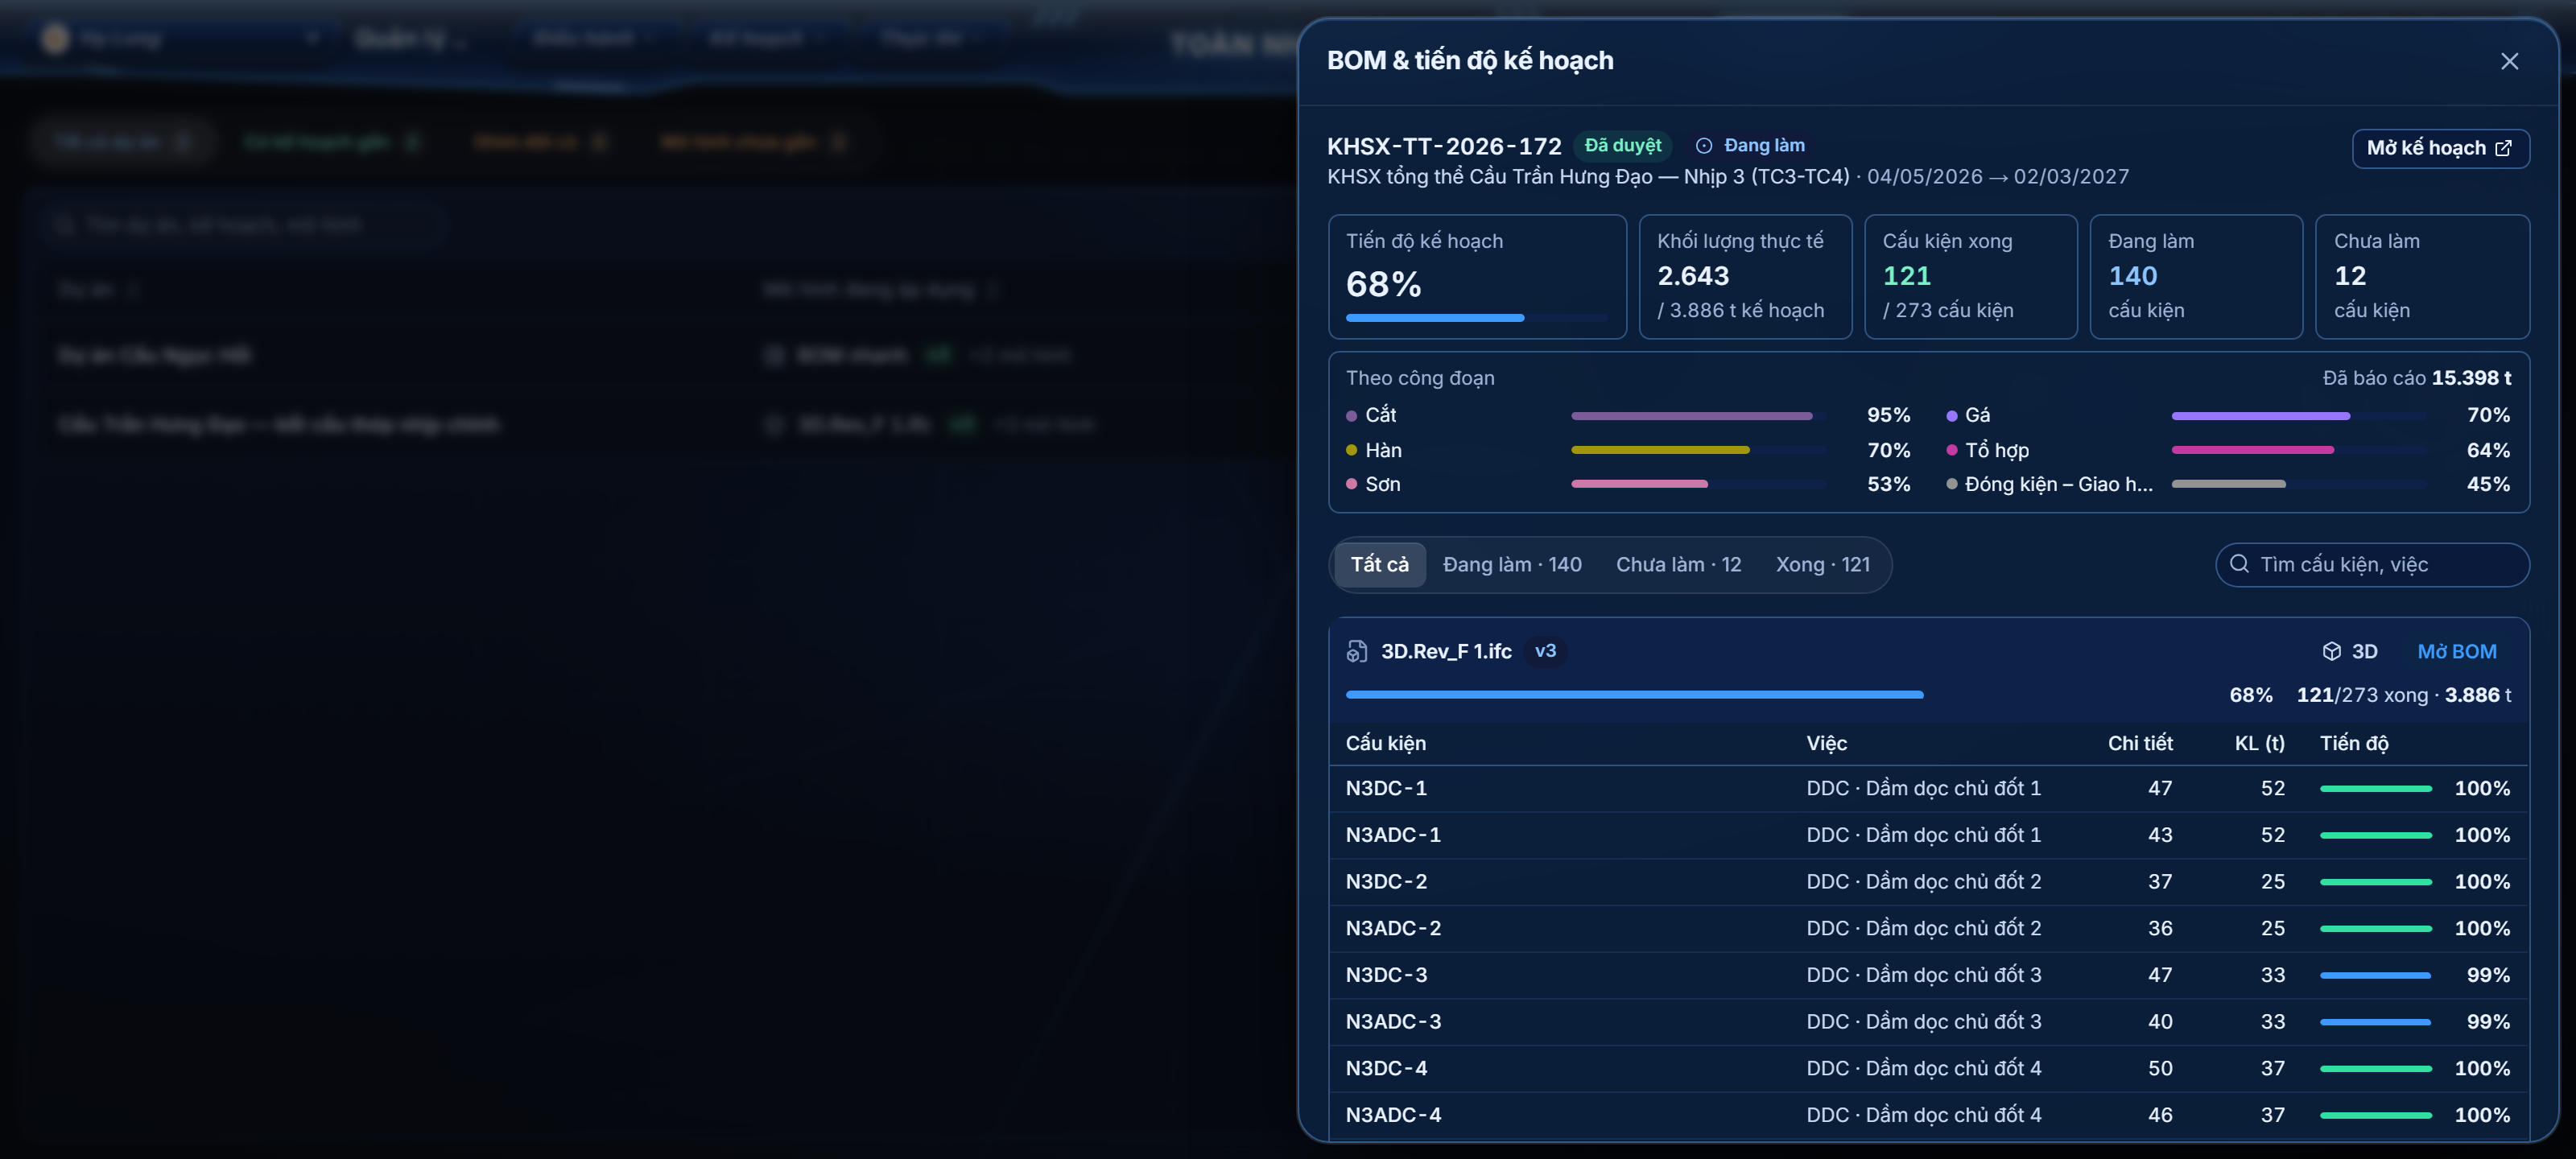 Quản lý ...
TOÀN
BOM & tiến độ kế hoạch
KHSX-TT-2026-172 Đã duyệt Đang làm
Mở kế hoạch
KHSX tổng thể Cầu Trần Hưng Đạo — Nhịp 3 (TC3-TC4) · 04/05/2026 → 02/03/2027
Tiến độ kế hoạch
68%
Khối lượng thực tế
2.643
/ 3.886 t kế hoạch
Cấu kiện xong
121
/ 273 cấu kiện
Đang làm
140
cấu kiện
Chưa làm
12
cấu kiện
Theo công đoạn Đã báo cáo 15.398 t
Cắt 95% Gá 70%
Hàn 70% Tổ hợp 64%
Sơn 53% Đóng kiện – Giao h... 45%
Tất cả Đang làm · 140 Chưa làm · 12 Xong · 121 Tìm cấu kiện, việc
3D.Rev_F 1.ifc v3 3D Mở BOM
68% 121/273 xong · 3.886 t
Cấu kiện Việc Chi tiết KL (t) Tiến độ
N3DC-1 DDC · Dầm dọc chủ đốt 1 47 52 100%
N3ADC-1 DDC · Dầm dọc chủ đốt 1 43 52 100%
N3DC-2 DDC · Dầm dọc chủ đốt 2 37 25 100%
N3ADC-2 DDC · Dầm dọc chủ đốt 2 36 25 100%
N3DC-3 DDC · Dầm dọc chủ đốt 3 47 33 99%
N3ADC-3 DDC · Dầm dọc chủ đốt 3 40 33 99%
N3DC-4 DDC · Dầm dọc chủ đốt 4 50 37 100%
N3ADC-4 DDC · Dầm dọc chủ đốt 4 46 37 100%